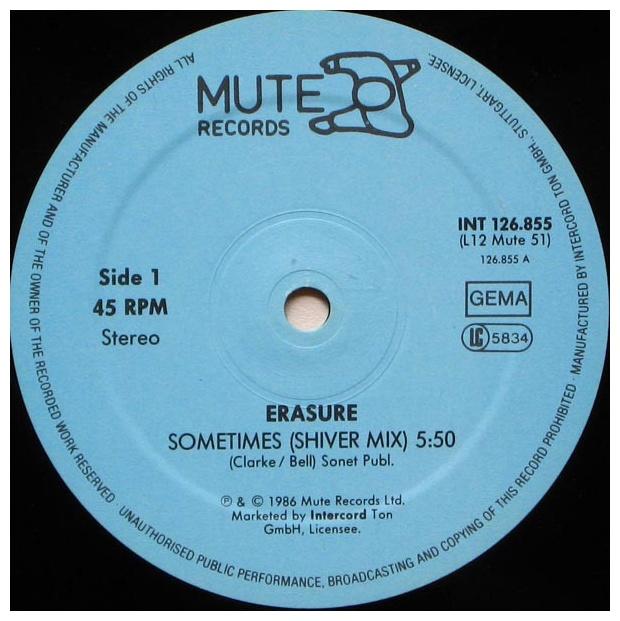 MUTE
RECORDS
INT 126.855
(L12 Mute 51)
126.855 A
Side 1
45 RPM
Stereo
GEMA
LC 5834
ERASURE
SOMETIMES (SHIVER MIX) 5:50
(Clarke / Bell) Sonet Publ.
℗ & © 1986 Mute Records Ltd.
Marketed by Intercord Ton
GmbH, Licensee.
ALL RIGHTS OF THE MANUFACTURER AND OF THE OWNER OF THE RECORDED WORK RESERVED · UNAUTHORISED PUBLIC PERFORMANCE, BROADCASTING AND COPYING OF THIS RECORD PROHIBITED · MANUFACTURED BY INTERCORD TON GMBH., STUTTGART, LICENSEE.